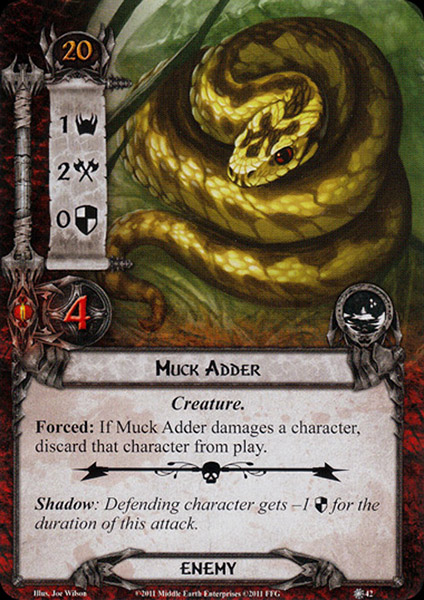 20
1
2
0
4
MUCK ADDER
Creature.
Forced: If Muck Adder damages a character,
discard that character from play.
Shadow: Defending character gets –1 for the
duration of this attack.
ENEMY
Illus. Joe Wilson ©2011 Middle Earth Enterprises ©2011 FFG 42